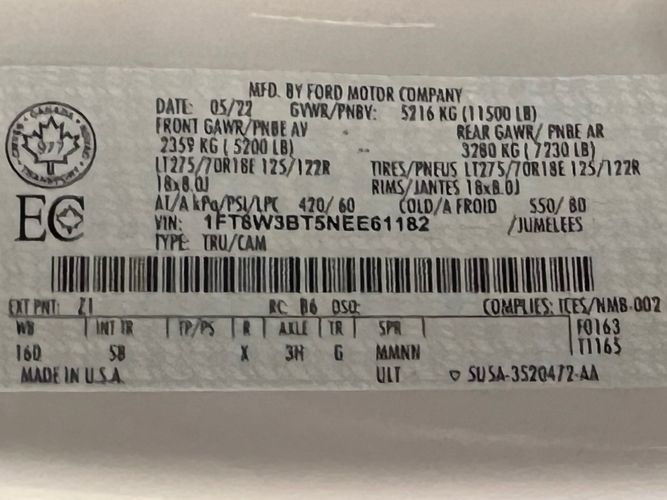 MFD. BY FORD MOTOR COMPANY
DATE: 05/22 GVWR/PNBV: 5216 KG (11500 LB)
FRONT GAWR/PNBE AV REAR GAWR/ PNBE AR
2359 KG ( 5200 LB) 3280 KG ( 7230 LB)
LT275/70R18E 125/122R TIRES/PNEUS LT275/70R18E 125/122R
18x8.0J RIMS/JANTES 18x8.0J
AT/A kPa/PSI/LPC 420/ 60 COLD/A FROID 550/ 80
VIN: 1FT8W3BT5NEE61182 /JUMELEES
TYPE: TRU/CAM
CANADA
977
EC
EXT PNT: Z1 RC: B6 DSO: COMPLIES: ICES/NMB-002
WB INT TR TP/PS R AXLE TR SPR F0163
160 SB X 3H G MMNN T1165
MADE IN U.S.A. ULT SUSA-3520472-AA